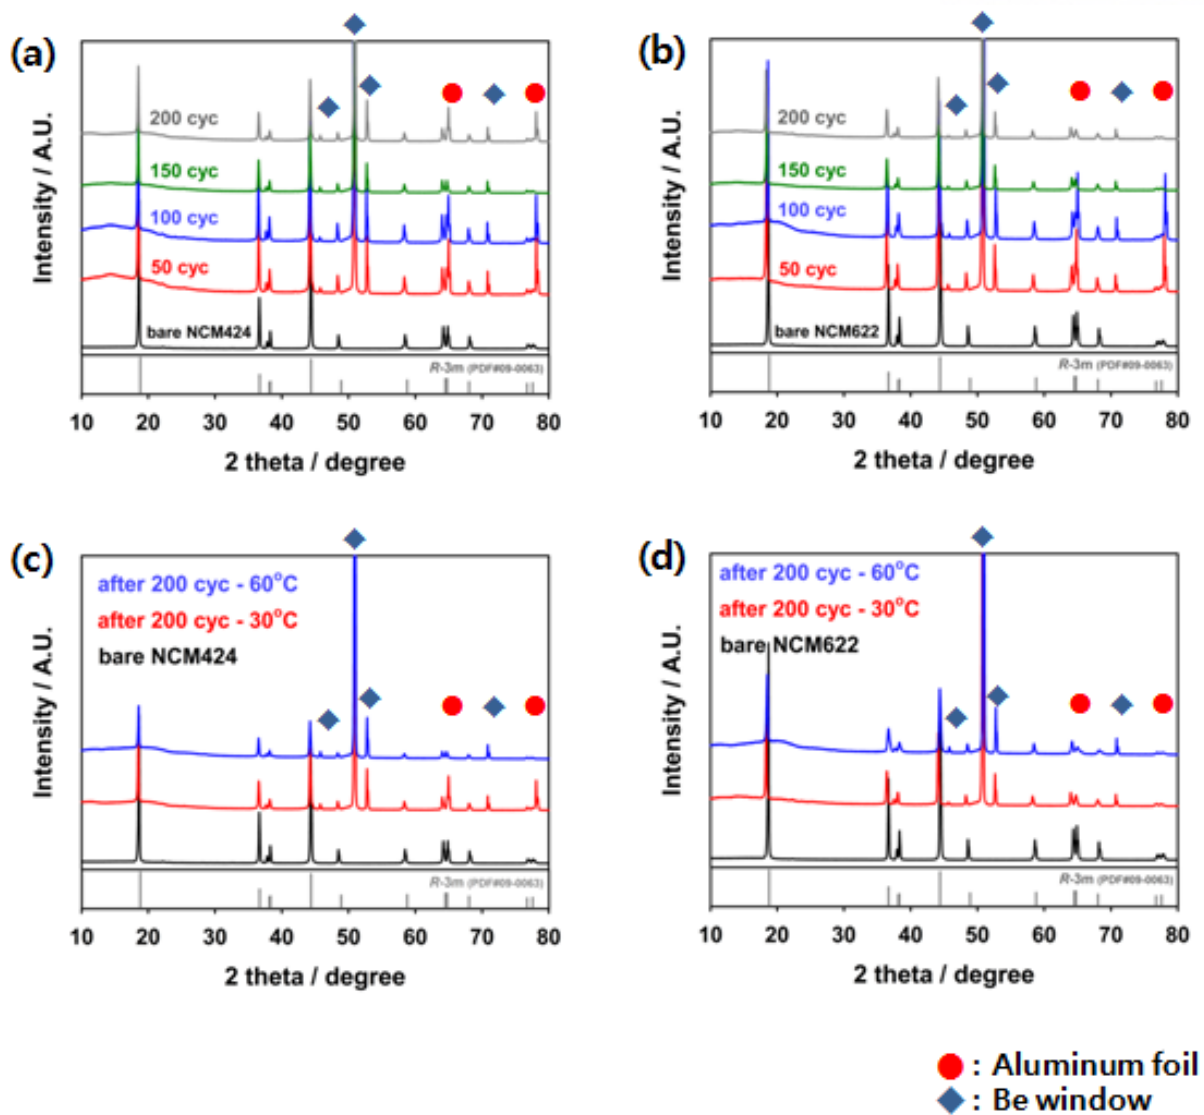 (a)
Intensity / A.U.
200 cyc
150 cyc
100 cyc
50 cyc
bare NCM424
R-3m (PDF#09-0063)
10 20 30 40 50 60 70 80
2 theta / degree
(b)
Intensity / A.U.
200 cyc
150 cyc
100 cyc
50 cyc
bare NCM622
R-3m (PDF#09-0063)
10 20 30 40 50 60 70 80
2 theta / degree
(c)
Intensity / A.U.
after 200 cyc - 60°C
after 200 cyc - 30°C
bare NCM424
R-3m (PDF#09-0063)
10 20 30 40 50 60 70 80
2 theta / degree
(d)
Intensity / A.U.
after 200 cyc - 60°C
after 200 cyc - 30°C
bare NCM622
R-3m (PDF#09-0063)
10 20 30 40 50 60 70 80
2 theta / degree
: Aluminum foil
: Be window